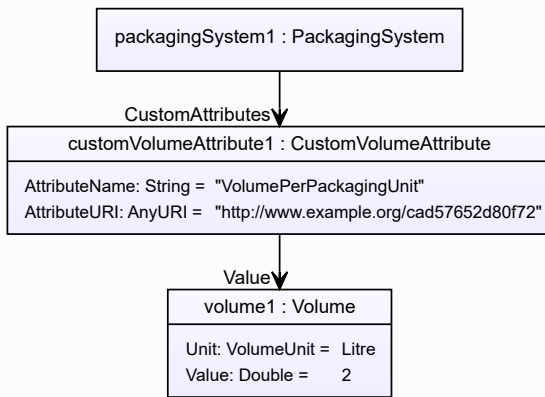 packagingSystem1 : PackagingSystem
CustomAttributes
customVolumeAttribute1 : CustomVolumeAttribute
AttributeName: String = "VolumePerPackagingUnit"
AttributeURI: AnyURI = "http://www.example.org/cad57652d80f72"
Value
volume1 : Volume
Unit: VolumeUnit = Litre
Value: Double = 2